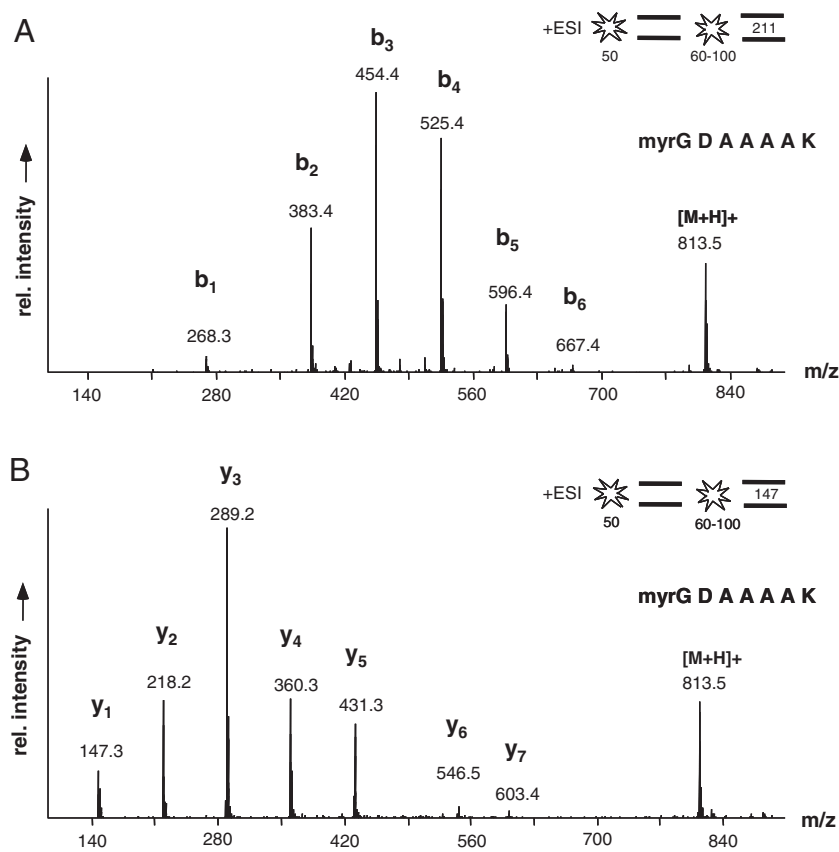 A
+ESI
50
60-100
211
b3
454.4
b4
525.4
myrG D A A A A K
b2
383.4
[M+H]+
813.5
b5
596.4
b1
268.3
b6
667.4
rel. intensity
140 280 420 560 700 840 m/z
B
+ESI
50
60-100
147
y3
289.2
myrG D A A A A K
y2
218.2
y4
360.3
y5
431.3
[M+H]+
813.5
y1
147.3
y6
546.5
y7
603.4
rel. intensity
140 280 420 560 700 840 m/z